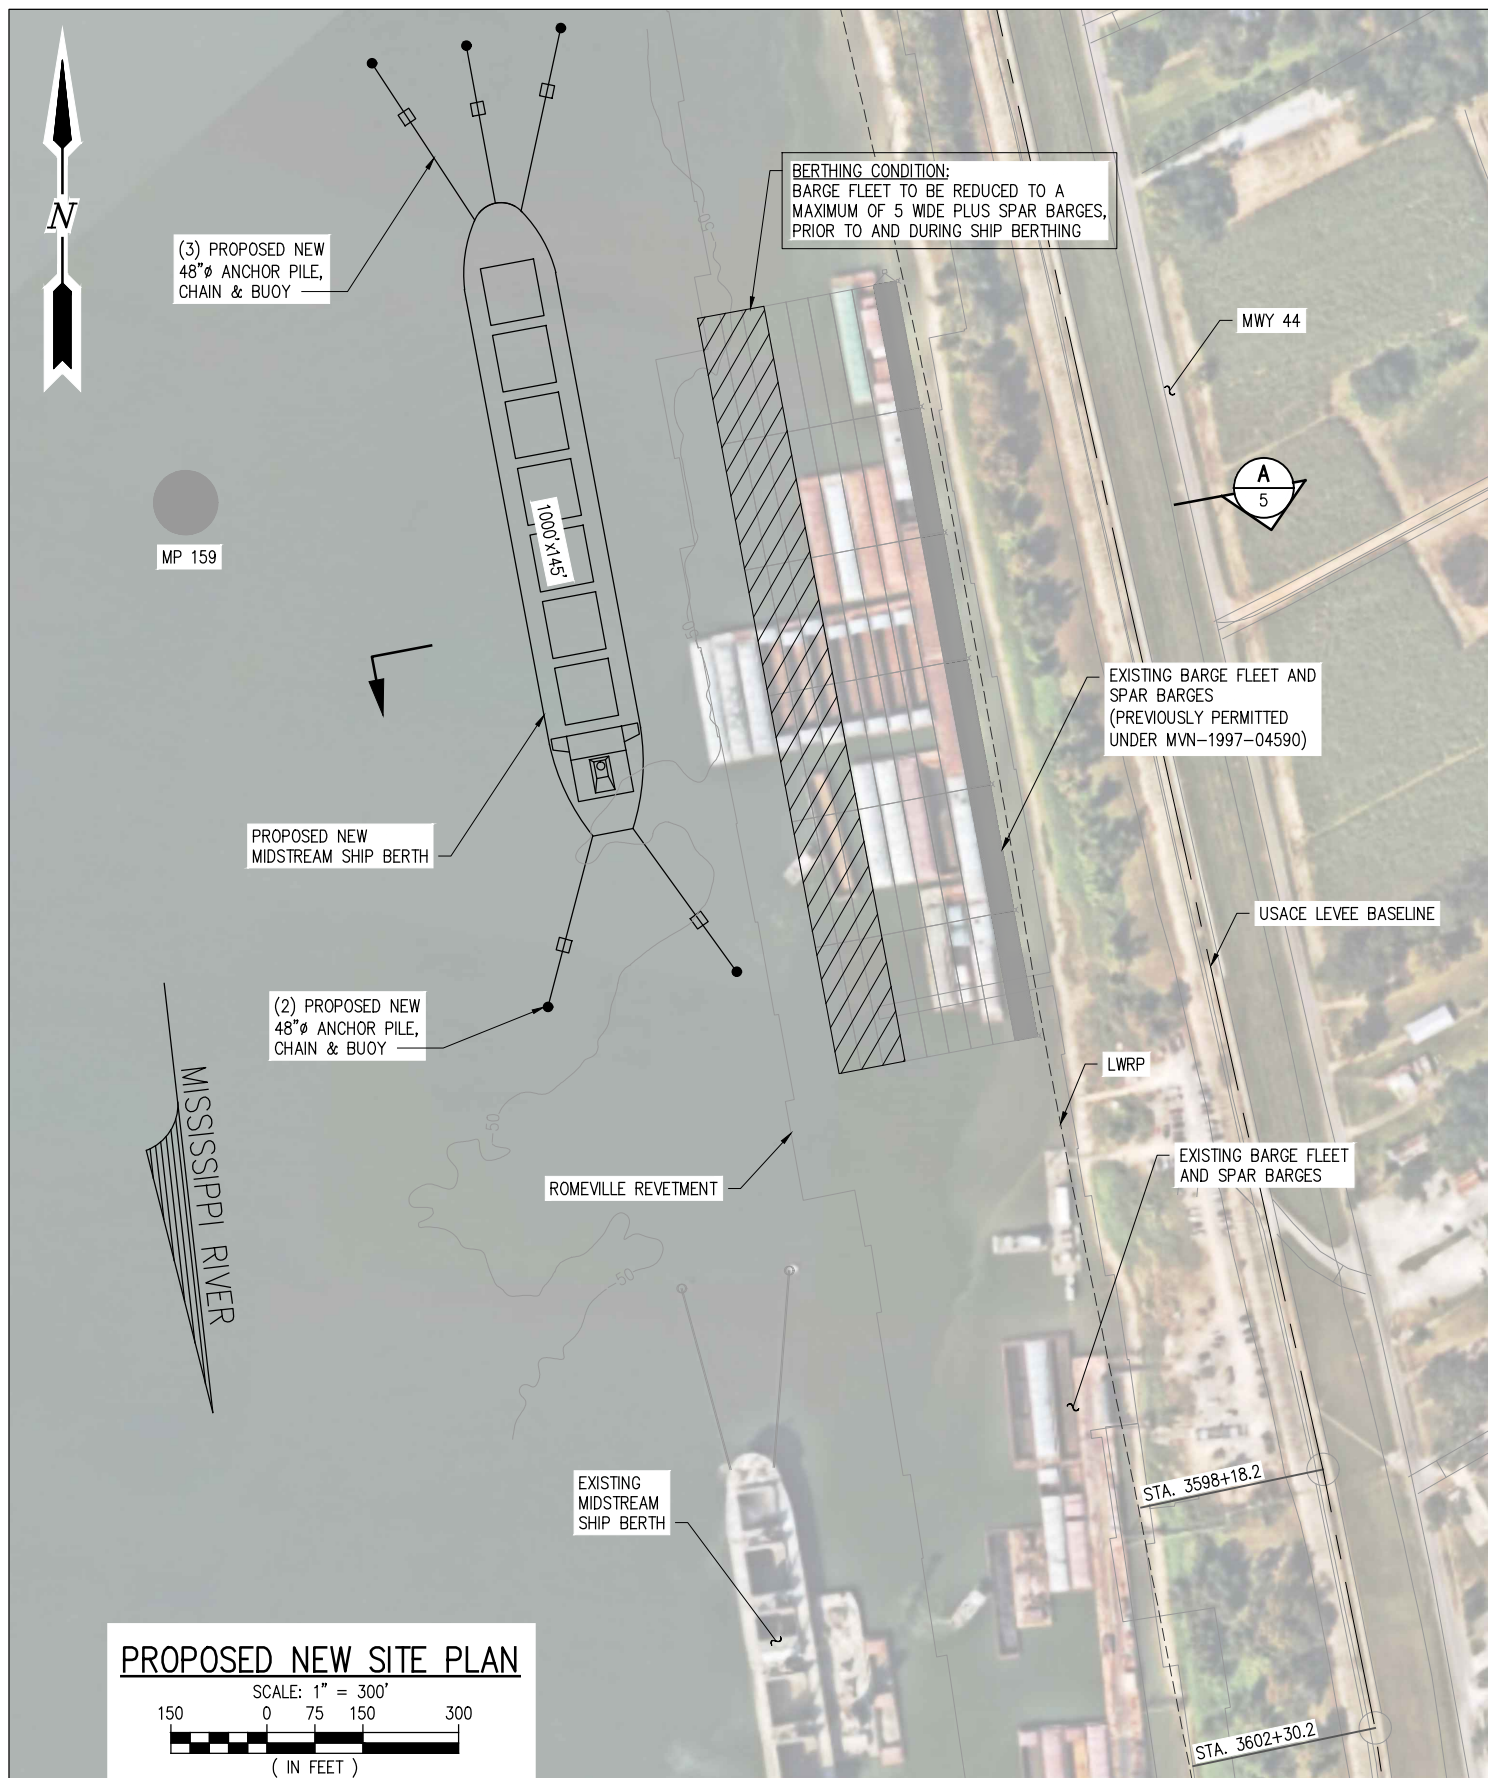 N
BERTHING CONDITION:
BARGE FLEET TO BE REDUCED TO A
MAXIMUM OF 5 WIDE PLUS SPAR BARGES,
PRIOR TO AND DURING SHIP BERTHING
(3) PROPOSED NEW
48"ø ANCHOR PILE,
CHAIN & BUOY
-50
MWY 44
A
5
1000'x145'
MP 159
-50
EXISTING BARGE FLEET AND
SPAR BARGES
(PREVIOUSLY PERMITTED
UNDER MVN-1997-04590)
PROPOSED NEW
MIDSTREAM SHIP BERTH
USACE LEVEE BASELINE
(2) PROPOSED NEW
48"ø ANCHOR PILE,
CHAIN & BUOY
LWRP
MISSISSIPPI RIVER
-50
EXISTING BARGE FLEET
AND SPAR BARGES
ROMEVILLE REVETMENT
-50
EXISTING
MIDSTREAM
SHIP BERTH
STA. 3598+18.2
STA. 3602+30.2
PROPOSED NEW SITE PLAN
SCALE: 1" = 300'
150 0 75 150 300
( IN FEET )